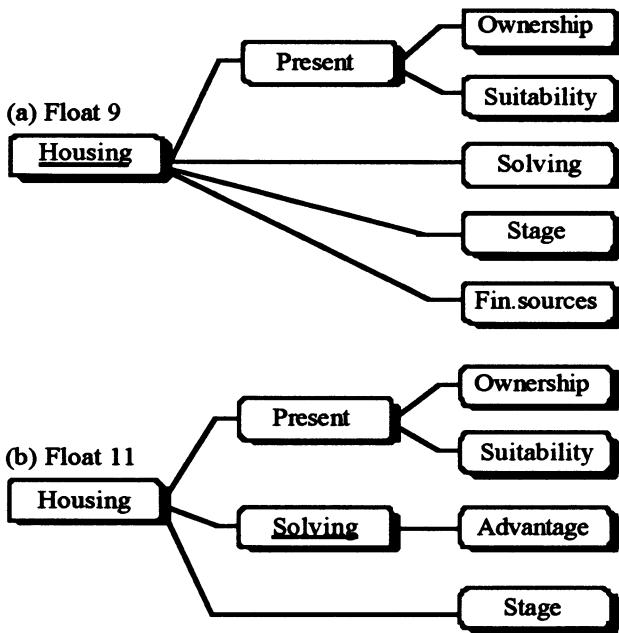 Ownership
Present
Suitability
(a) Float 9
Housing
Solving
Stage
Fin.sources
Ownership
Present
Suitability
(b) Float 11
Housing
Solving
Advantage
Stage